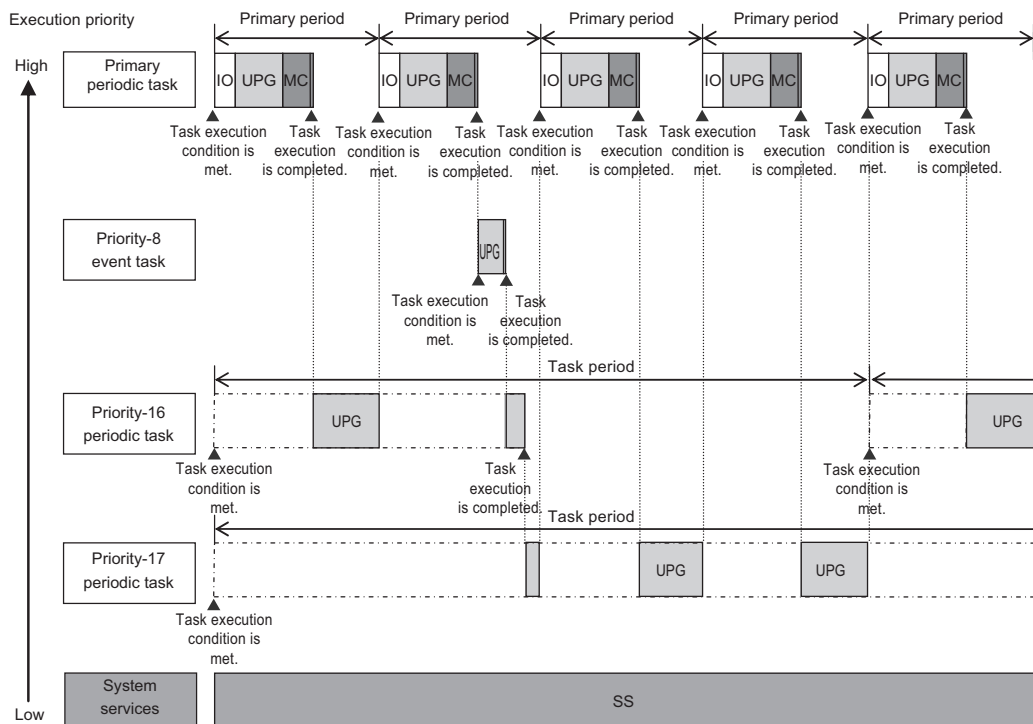 Execution priority
Primary period
Primary period
Primary period
Primary period
Primary period
High
Primary
periodic task
IO UPG MC
IO UPG MC
IO UPG MC
IO UPG MC
IO UPG MC
Task execution
condition is
met.
Task
execution
is completed.
Task execution
condition is
met.
Task
execution
is completed.
Task execution
condition is
met.
Task
execution
is completed.
Task execution
condition is
met.
Task
execution
is completed.
Task execution
condition is
met.
Task
execution
is completed.
Priority-8
event task
UPG
Task execution
condition is
met.
Task
execution
is completed.
Task period
Priority-16
periodic task
UPG
UPG
Task execution
condition is
met.
Task
execution
is completed.
Task execution
condition is
met.
Task period
Priority-17
periodic task
UPG
UPG
Task execution
condition is
met.
System
services
SS
Low